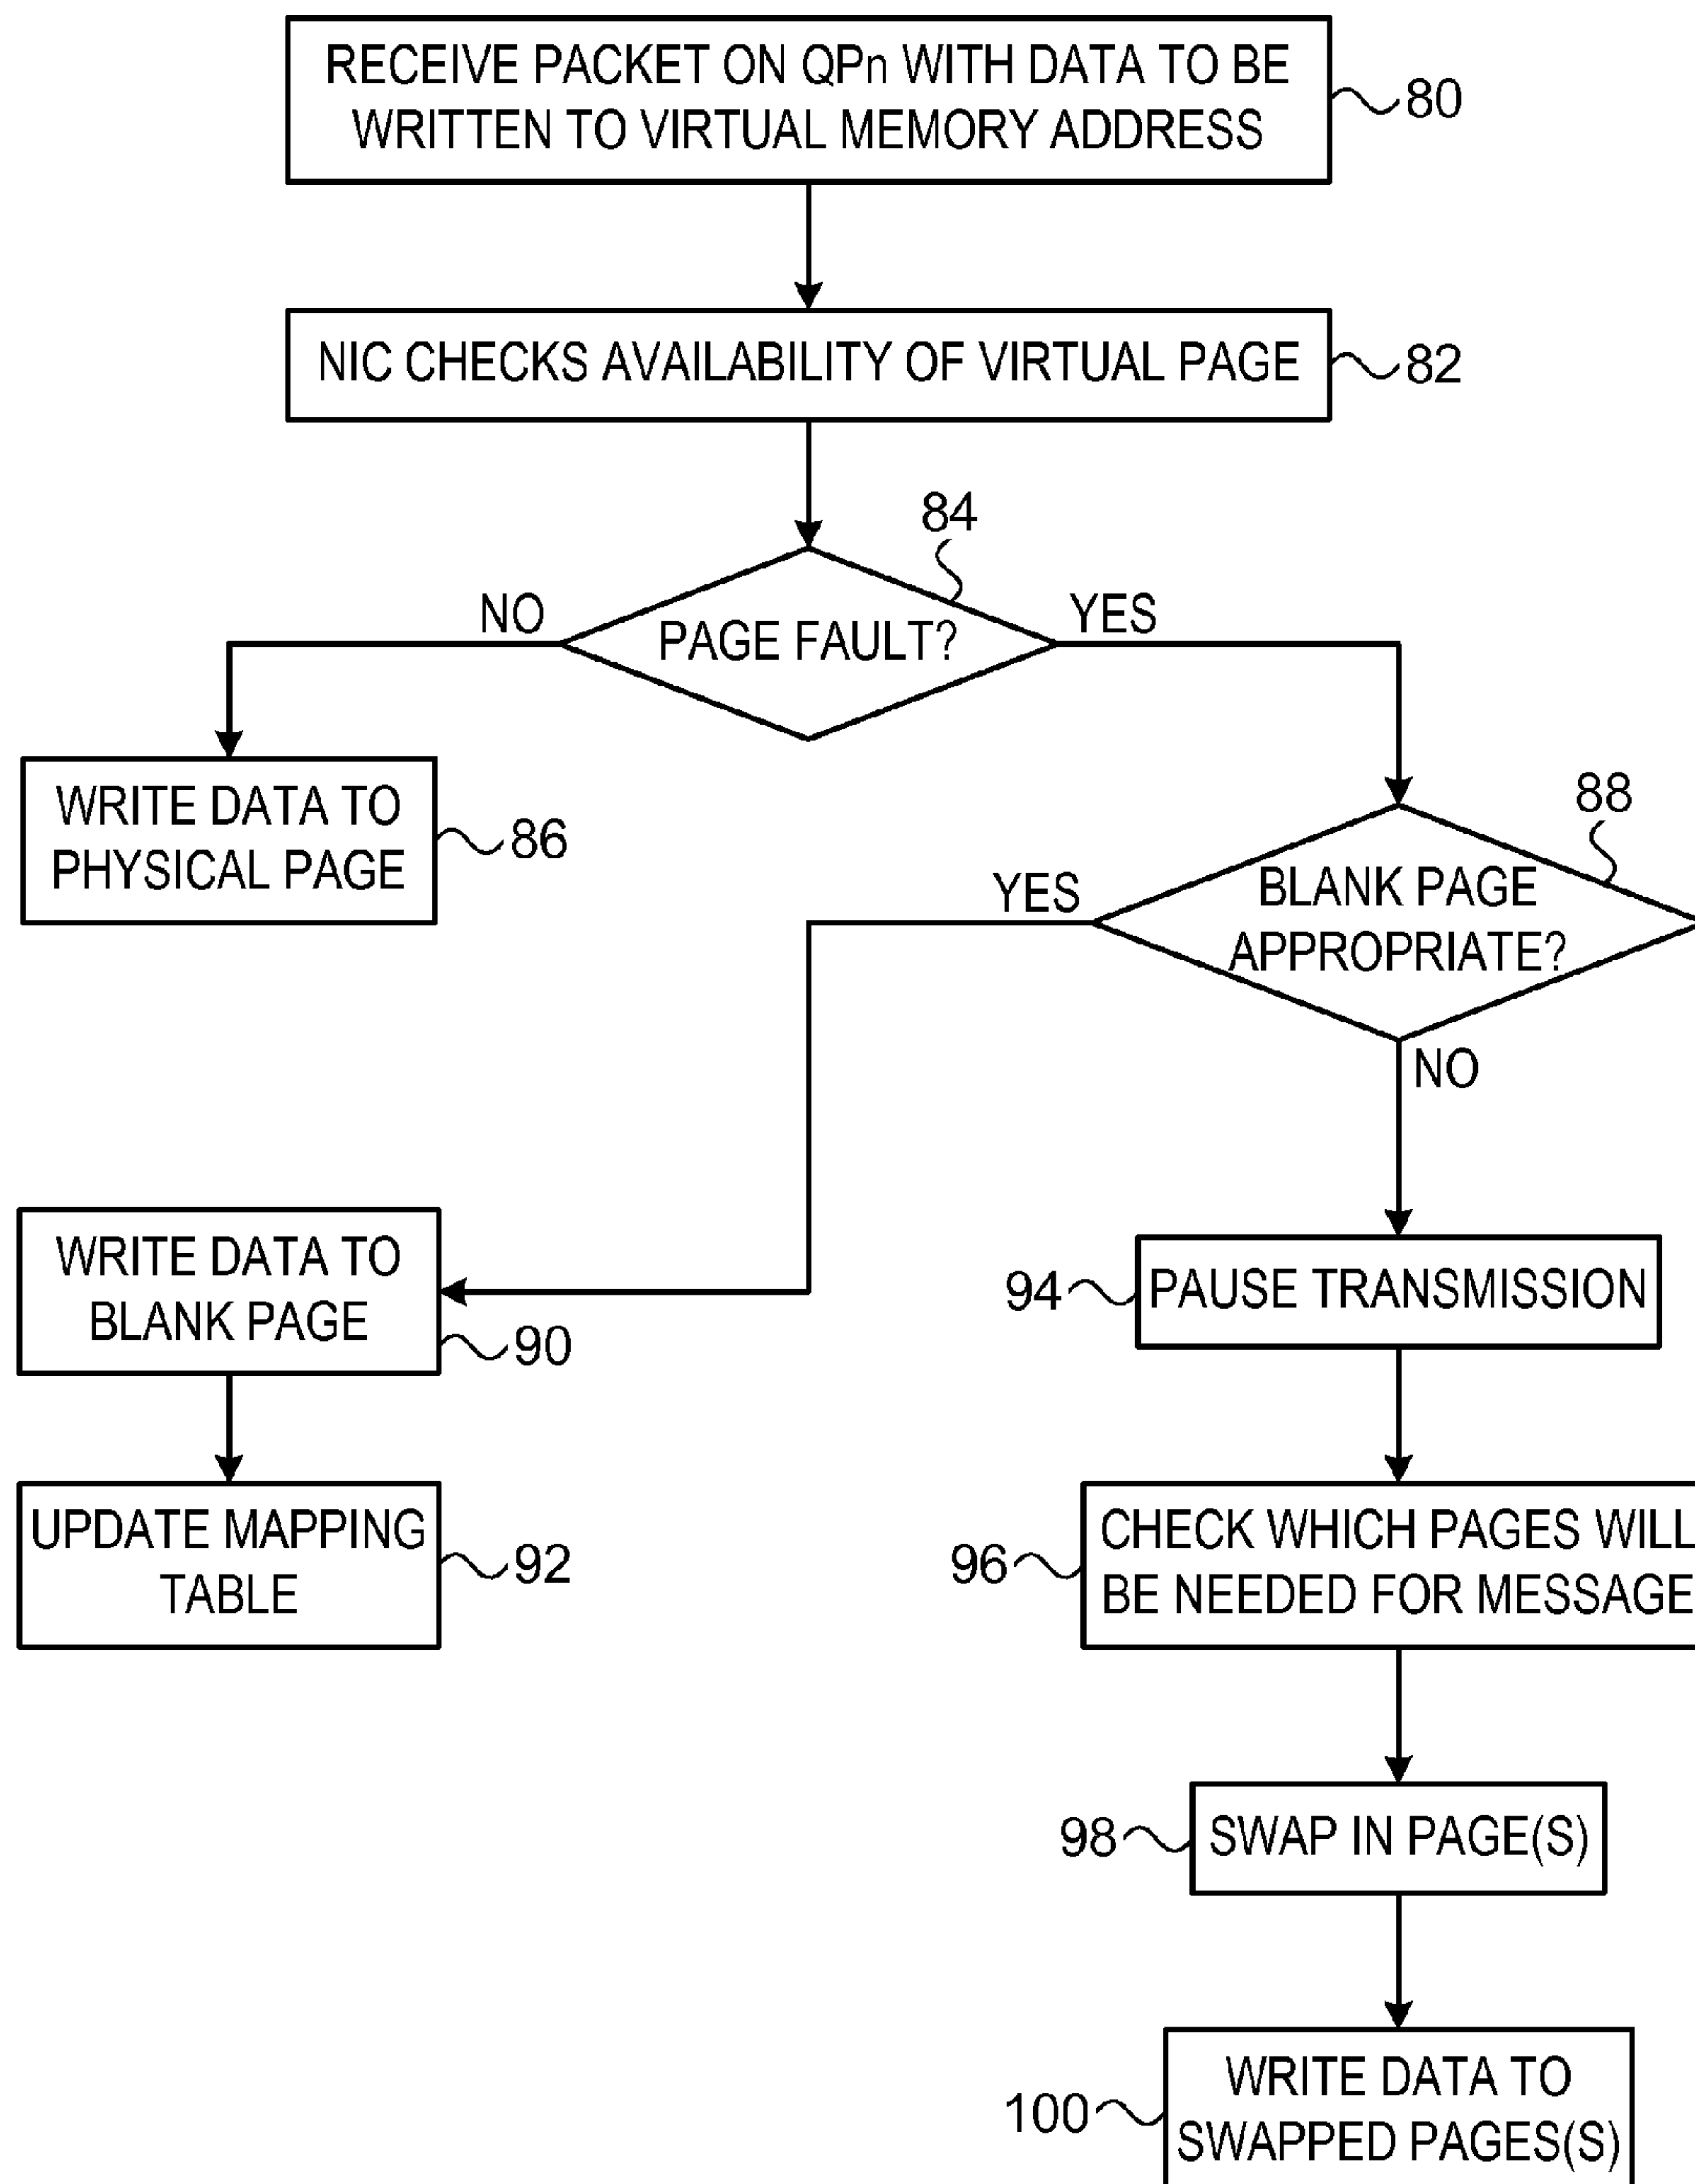 RECEIVE PACKET ON QPn WITH DATA TO BE
WRITTEN TO VIRTUAL MEMORY ADDRESS
80
NIC CHECKS AVAILABILITY OF VIRTUAL PAGE
82
84
NO
PAGE FAULT?
YES
WRITE DATA TO
PHYSICAL PAGE
86
88
YES
BLANK PAGE
APPROPRIATE?
NO
WRITE DATA TO
BLANK PAGE
90
94
PAUSE TRANSMISSION
UPDATE MAPPING
TABLE
92
96
CHECK WHICH PAGES WILL
BE NEEDED FOR MESSAGE
98
SWAP IN PAGE(S)
100
WRITE DATA TO
SWAPPED PAGES(S)